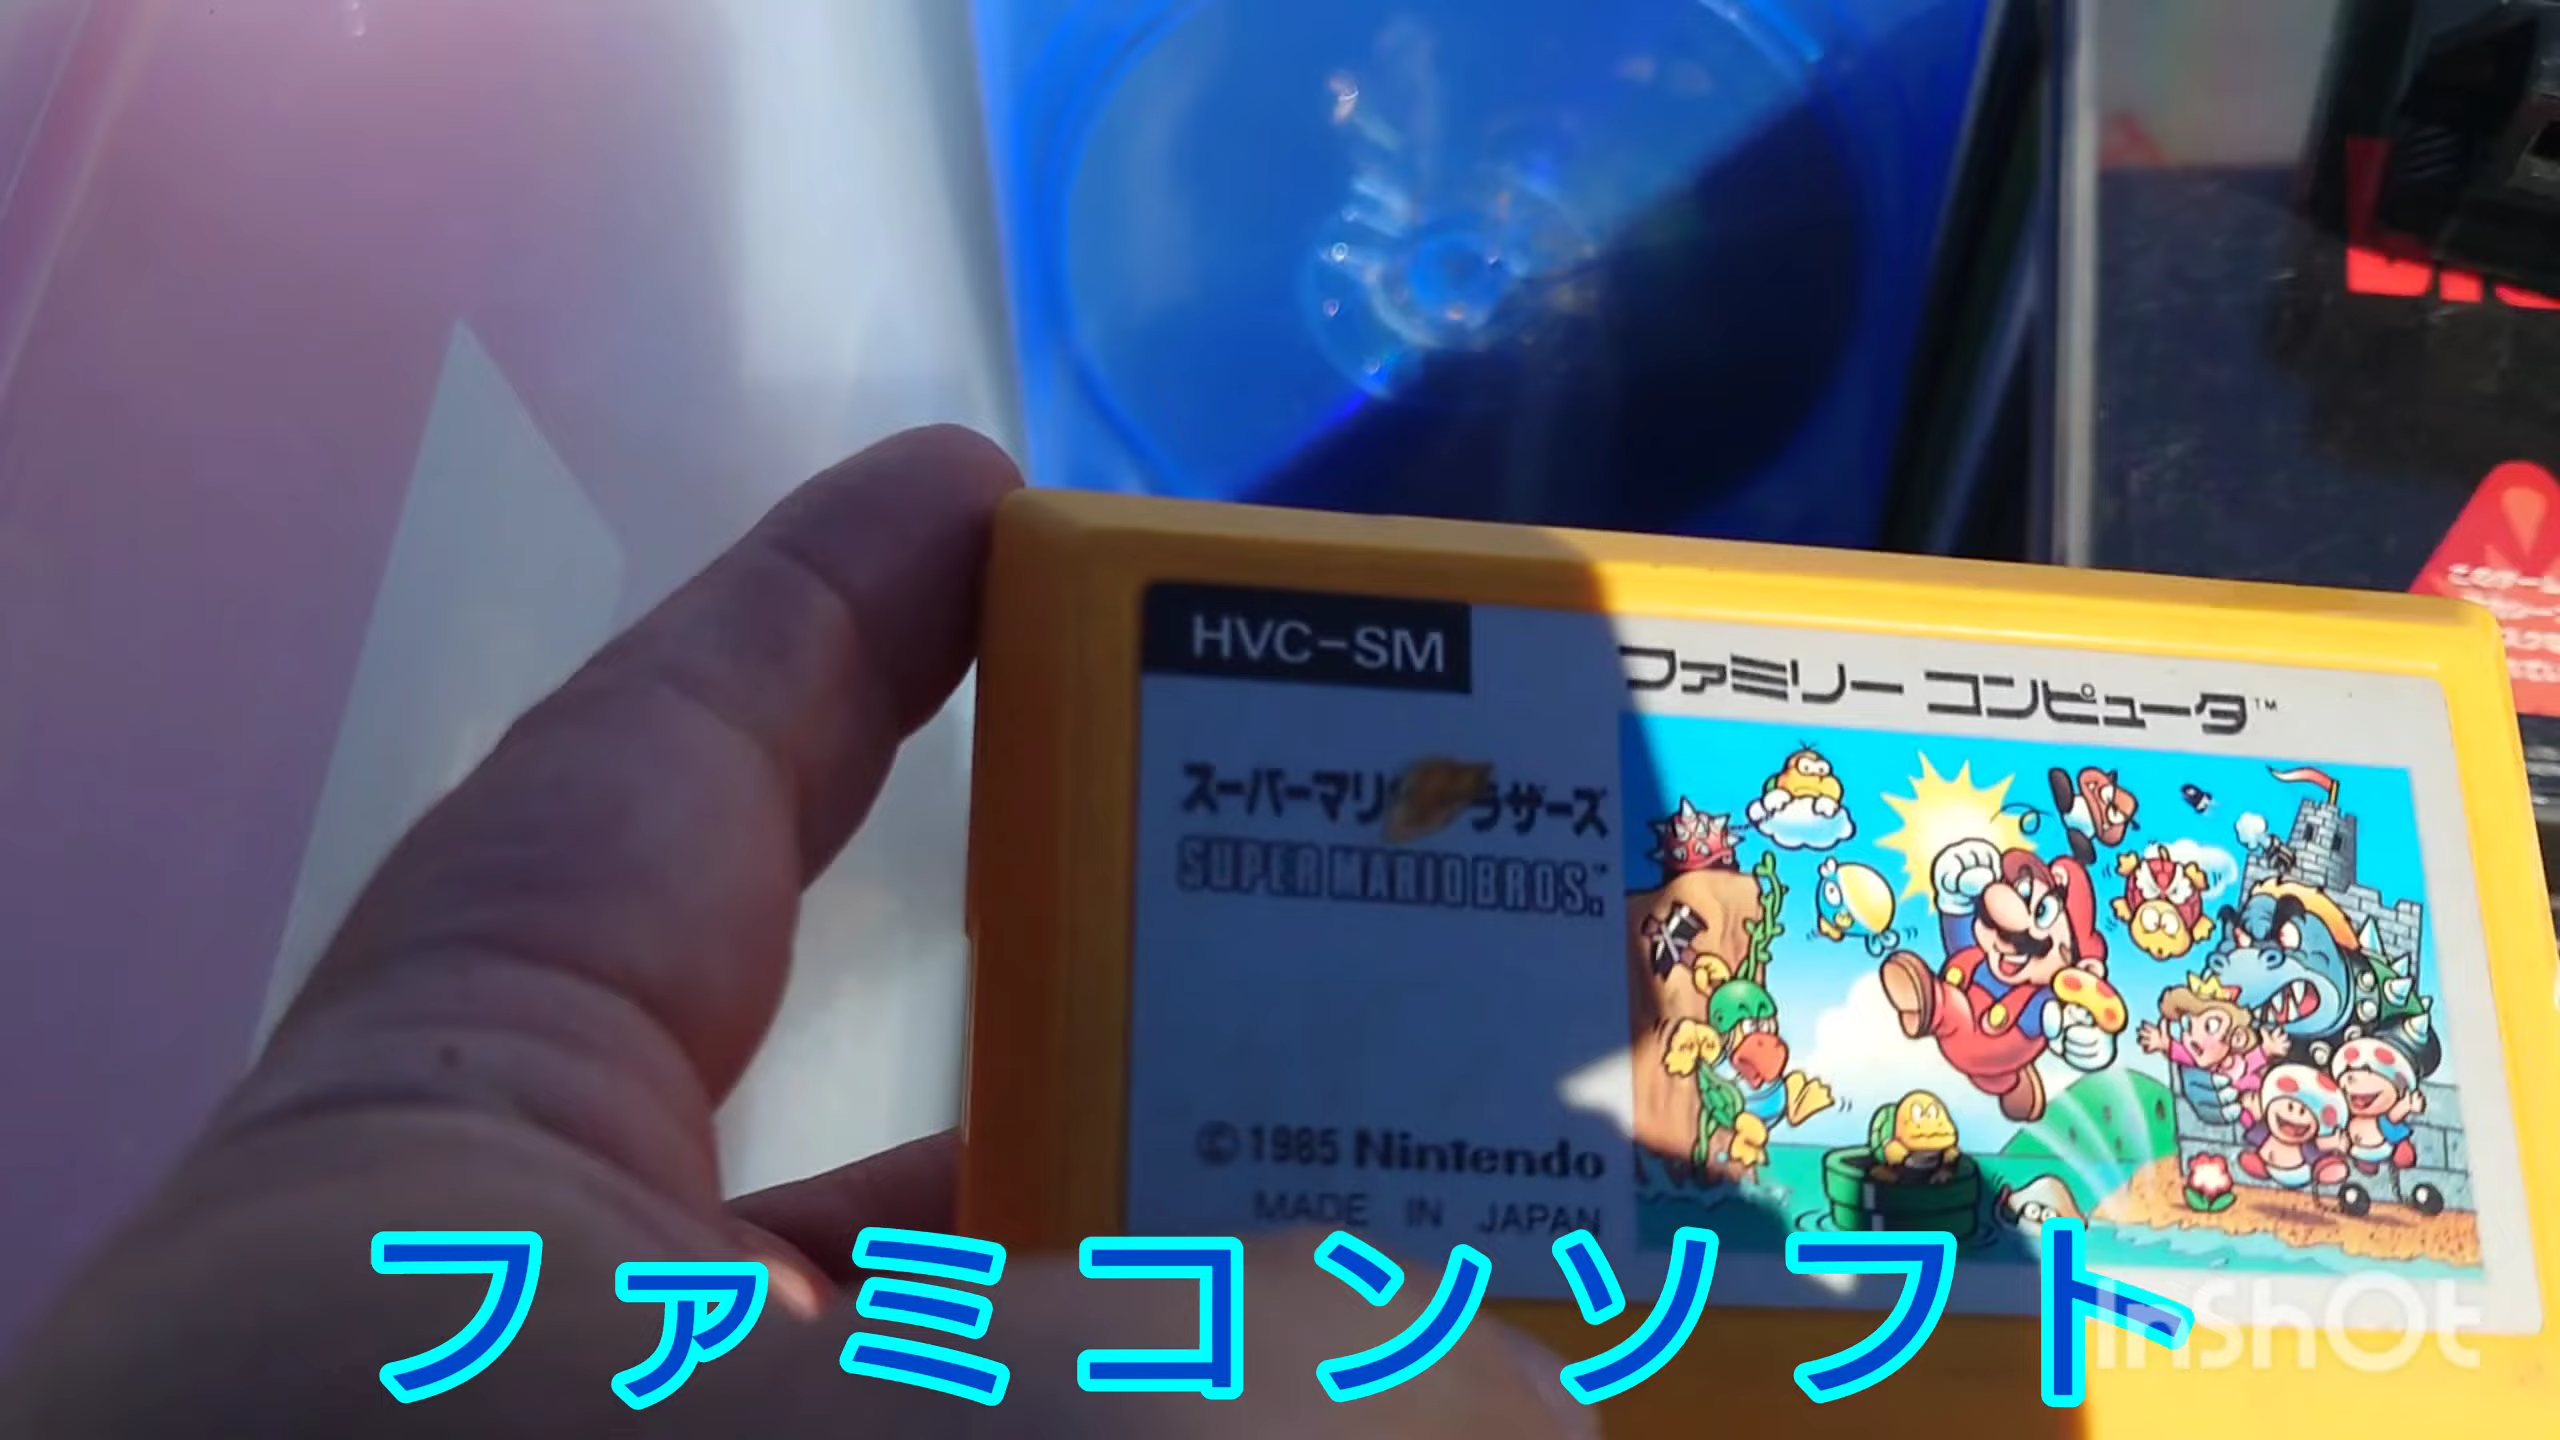 HVC-SM
ファミリー コンピュータ™
スーパーマリ ラザーズ
SUPER MARIO BROS.™
©1985 Nintendo
MADE IN JAPAN
ファミコンソフト
InShOt